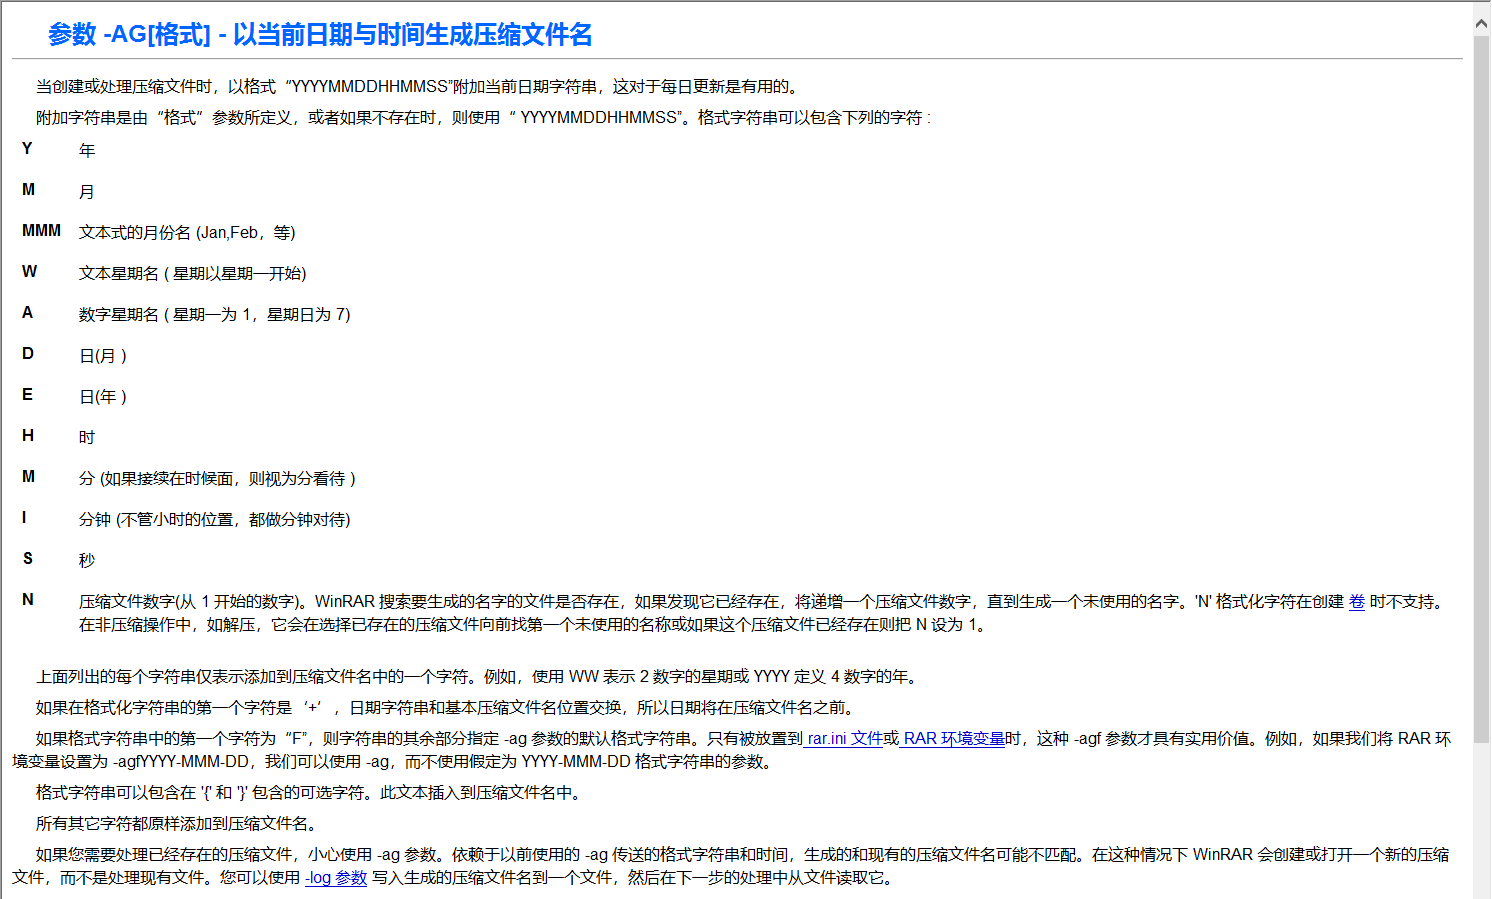 参数 -AG[格式] - 以当前日期与时间生成压缩文件名
当创建或处理压缩文件时，以格式“YYYYMMDDHHMMSS”附加当前日期字符串，这对于每日更新是有用的。
附加字符串是由“格式”参数所定义，或者如果不存在时，则使用“ YYYYMMDDHHMMSS”。格式字符串可以包含下列的字符 :
Y 年
M 月
MMM 文本式的月份名 (Jan,Feb，等)
W 文本星期名 ( 星期以星期一开始)
A 数字星期名 ( 星期一为 1，星期日为 7)
D 日(月 )
E 日(年 )
H 时
M 分 (如果接续在时候面，则视为分看待 )
I 分钟 (不管小时的位置，都做分钟对待)
S 秒
N 压缩文件数字(从 1 开始的数字)。WinRAR 搜索要生成的名字的文件是否存在，如果发现它已经存在，将递增一个压缩文件数字，直到生成一个未使用的名字。'N' 格式化字符在创建 卷 时不支持。
在非压缩操作中，如解压，它会在选择已存在的压缩文件向前找第一个未使用的名称或如果这个压缩文件已经存在则把 N 设为 1。
上面列出的每个字符串仅表示添加到压缩文件名中的一个字符。例如，使用 WW 表示 2 数字的星期或 YYYY 定义 4 数字的年。
如果在格式化字符串的第一个字符是‘+’，日期字符串和基本压缩文件名位置交换，所以日期将在压缩文件名之前。
如果格式字符串中的第一个字符为“F”，则字符串的其余部分指定 -ag 参数的默认格式字符串。只有被放置到 rar.ini 文件或 RAR 环境变量时，这种 -agf 参数才具有实用价值。例如，如果我们将 RAR 环
境变量设置为 -agfYYYY-MMM-DD，我们可以使用 -ag，而不使用假定为 YYYY-MMM-DD 格式字符串的参数。
格式字符串可以包含在 '{' 和 '}' 包含的可选字符。此文本插入到压缩文件名中。
所有其它字符都原样添加到压缩文件名。
如果您需要处理已经存在的压缩文件，小心使用 -ag 参数。依赖于以前使用的 -ag 传送的格式字符串和时间，生成的和现有的压缩文件名可能不匹配。在这种情况下 WinRAR 会创建或打开一个新的压缩
文件，而不是处理现有文件。您可以使用 -log 参数 写入生成的压缩文件名到一个文件，然后在下一步的处理中从文件读取它。